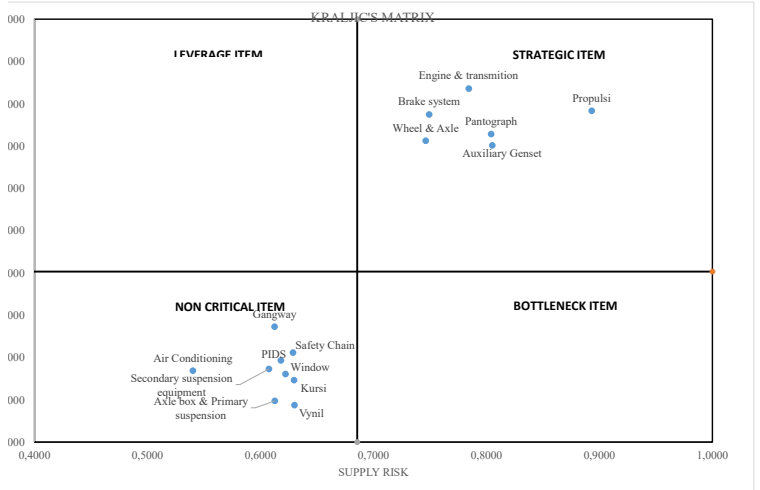 KRALJIC'S MATRIX
000
LEVERAGE ITEM
STRATEGIC ITEM
000
Engine & transmition
Propulsi
Brake system
000
Pantograph
Wheel & Axle
000
Auxiliary Genset
000
000
000
NON CRITICAL ITEM
BOTTLENECK ITEM
Gangway
000
Safety Chain
PIDS
Air Conditioning
000
Window
Secondary suspension
equipment
Kursi
000
Axle box & Primary
suspension
Vynil
000
0,4000
0,5000
0,6000
0,7000
0,8000
0,9000
1,0000
SUPPLY RISK